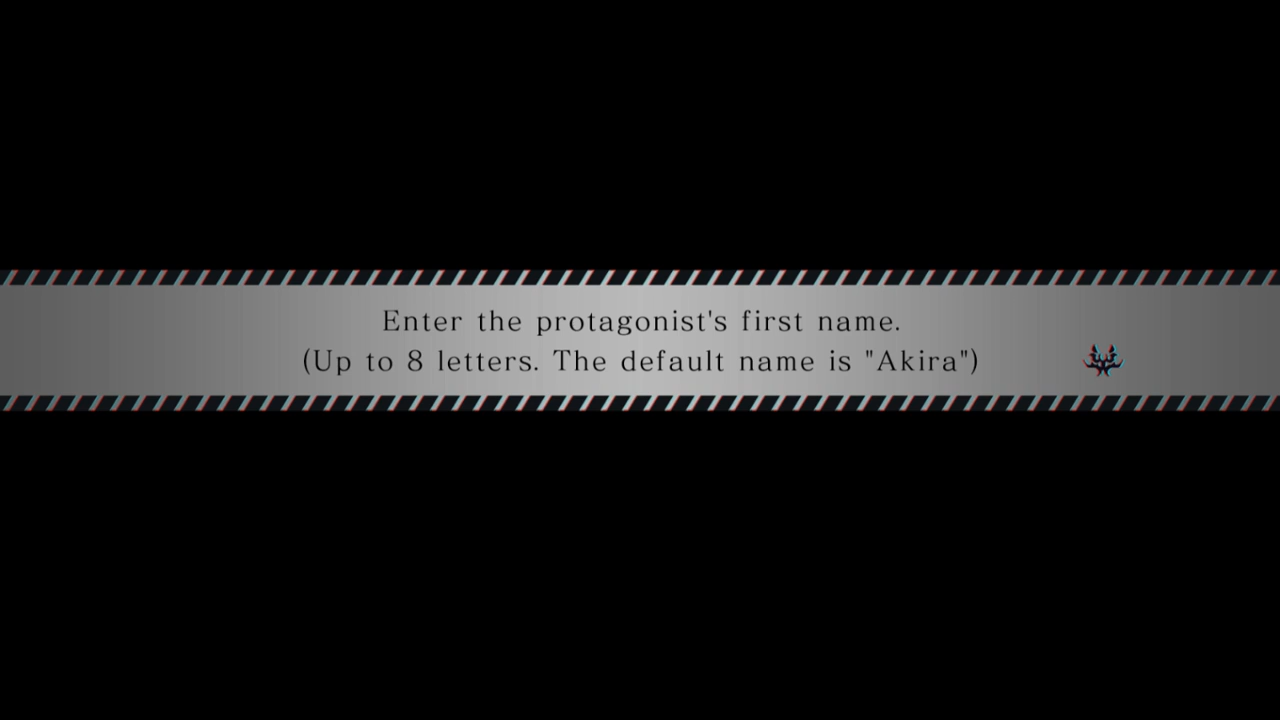 Enter the protagonist's first name.
(Up to 8 letters. The default name is "Akira")